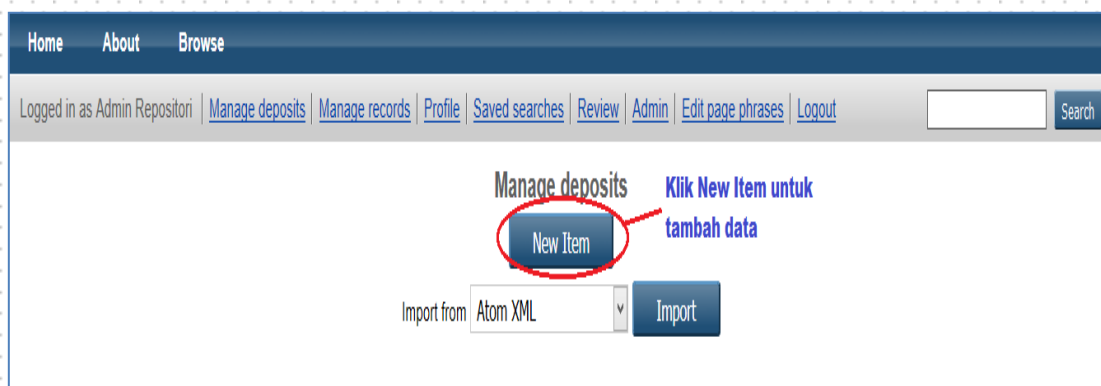 Home About Browse
Logged in as Admin Repositori | Manage deposits | Manage records | Profile | Saved searches | Review | Admin | Edit page phrases | Logout Search
Manage deposits
Klik New Item untuk
tambah data
New Item
Import from Atom XML Import